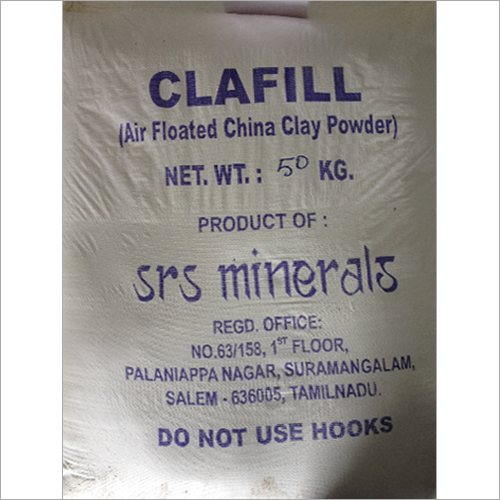 CLAFILL
(Air Floated China Clay Powder)
NET. WT. : 50 KG.
PRODUCT OF :
srs minerals
REGD. OFFICE:
NO.63/158, 1ST FLOOR,
PALANIAPPA NAGAR, SURAMANGALAM,
SALEM - 636005, TAMILNADU.
DO NOT USE HOOKS